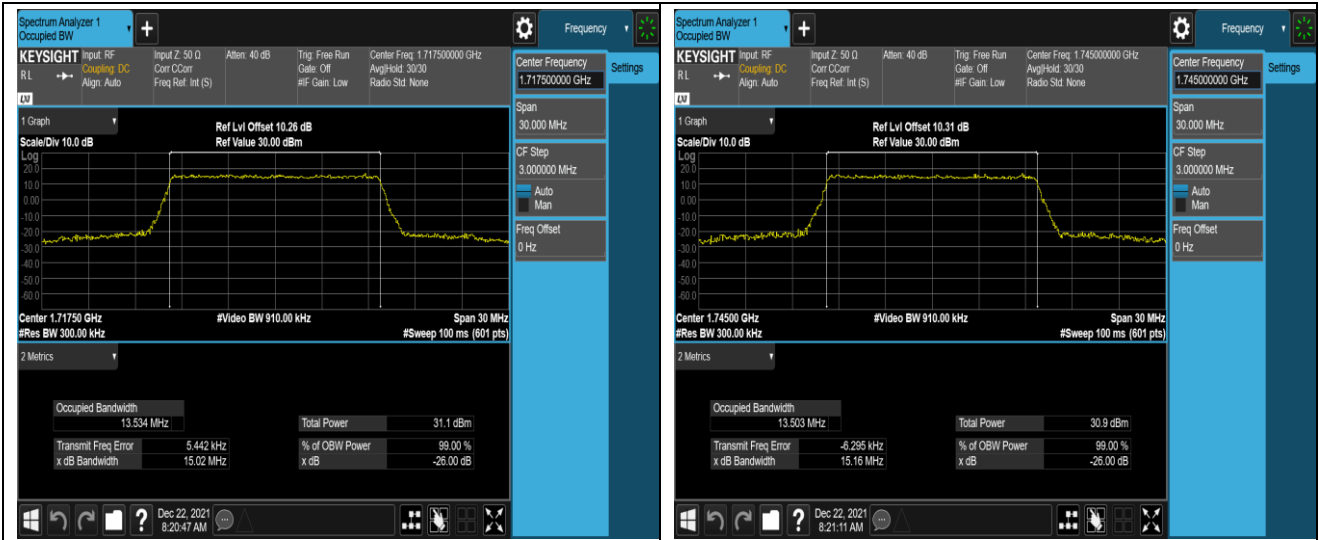 Spectrum Analyzer 1
Occupied BW
+
Frequency
KEYSIGHT Input: RF Input Z: 50 Ω Atten: 40 dB Trig: Free Run Center Freq: 1.717500000 GHz
RL Coupling: DC Corr CCorr Gate: Off Avg|Hold: 30/30
Align: Auto Freq Ref: Int (S) #IF Gain: Low Radio Std: None
LXI
Center Frequency
1.717500000 GHz
Settings
Span
30.000 MHz
CF Step
3.000000 MHz
Auto
Man
Freq Offset
0 Hz
1 Graph
Ref Lvl Offset 10.26 dB
Scale/Div 10.0 dB Ref Value 30.00 dBm
Log
20.0
10.0
0.00
-10.0
-20.0
-30.0
-40.0
-50.0
-60.0
Center 1.71750 GHz #Video BW 910.00 kHz Span 30 MHz
#Res BW 300.00 kHz #Sweep 100 ms (601 pts)
2 Metrics
Occupied Bandwidth
13.534 MHz Total Power 31.1 dBm
Transmit Freq Error 5.442 kHz % of OBW Power 99.00 %
x dB Bandwidth 15.02 MHz x dB -26.00 dB
? Dec 22, 2021
8:20:47 AM
Spectrum Analyzer 1
Occupied BW
+
Frequency
KEYSIGHT Input: RF Input Z: 50 Ω Atten: 40 dB Trig: Free Run Center Freq: 1.745000000 GHz
RL Coupling: DC Corr CCorr Gate: Off Avg|Hold: 30/30
Align: Auto Freq Ref: Int (S) #IF Gain: Low Radio Std: None
LXI
Center Frequency
1.745000000 GHz
Settings
Span
30.000 MHz
CF Step
3.000000 MHz
Auto
Man
Freq Offset
0 Hz
1 Graph
Ref Lvl Offset 10.31 dB
Scale/Div 10.0 dB Ref Value 30.00 dBm
Log
20.0
10.0
0.00
-10.0
-20.0
-30.0
-40.0
-50.0
-60.0
Center 1.74500 GHz #Video BW 910.00 kHz Span 30 MHz
#Res BW 300.00 kHz #Sweep 100 ms (601 pts)
2 Metrics
Occupied Bandwidth
13.503 MHz Total Power 30.9 dBm
Transmit Freq Error -6.295 kHz % of OBW Power 99.00 %
x dB Bandwidth 15.16 MHz x dB -26.00 dB
? Dec 22, 2021
8:21:11 AM